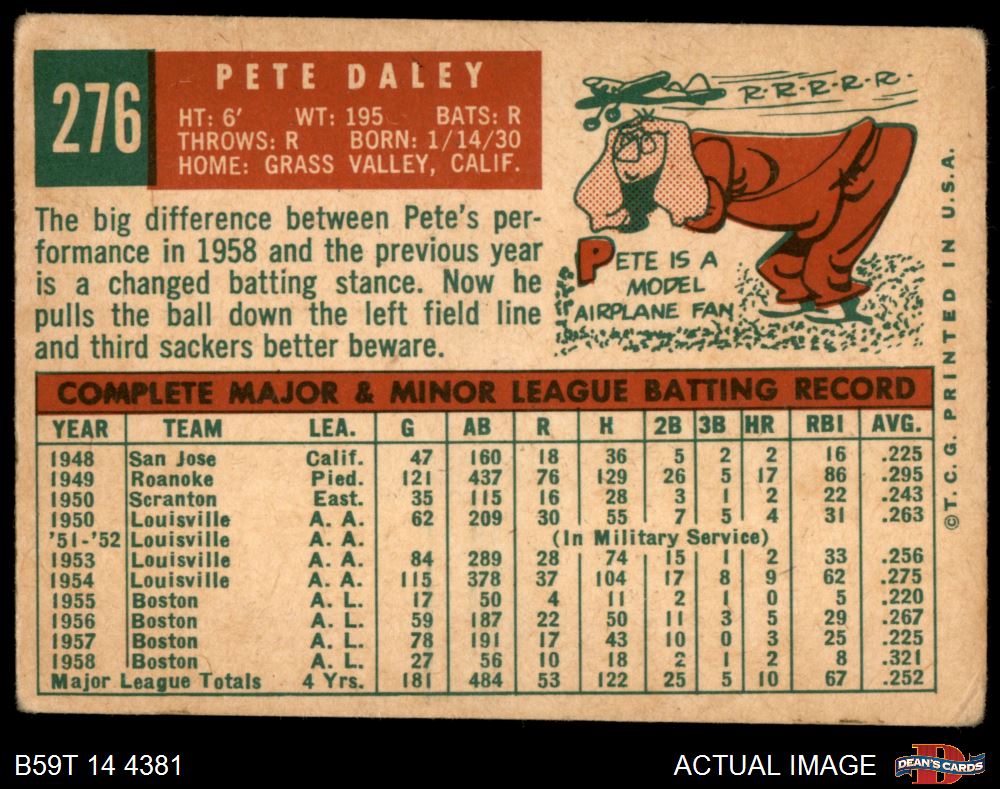 276
PETE DALEY
HT: 6' WT: 195 BATS: R
THROWS: R BORN: 1/14/30
HOME: GRASS VALLEY, CALIF.
The big difference between Pete's per-
formance in 1958 and the previous year
is a changed batting stance. Now he
pulls the ball down the left field line
and third sackers better beware.
R-R-R-R-R-
PETE IS A
MODEL
AIRPLANE FAN
COMPLETE MAJOR & MINOR LEAGUE BATTING RECORD
YEAR TEAM LEA. G AB R H 2B 3B HR RBI AVG.
1948 San Jose Calif. 47 160 18 36 5 2 2 16 .225
1949 Roanoke Pied. 121 437 76 129 26 5 17 86 .295
1950 Scranton East. 35 115 16 28 3 1 2 22 .243
1950 Louisville A. A. 62 209 30 55 7 5 4 31 .263
'51-'52 Louisville A. A. (In Military Service)
1953 Louisville A. A. 84 289 28 74 15 1 2 33 .256
1954 Louisville A. A. 115 378 37 104 17 8 9 62 .275
1955 Boston A. L. 17 50 4 11 2 1 0 5 .220
1956 Boston A. L. 59 187 22 50 11 3 5 29 .267
1957 Boston A. L. 78 191 17 43 10 0 3 25 .225
1958 Boston A. L. 27 56 10 18 2 1 2 8 .321
Major League Totals 4 Yrs. 181 484 53 122 25 5 10 67 .252
©T. C. G. PRINTED IN U.S.A.
B59T 14 4381
ACTUAL IMAGE
D
DEAN'S CARDS